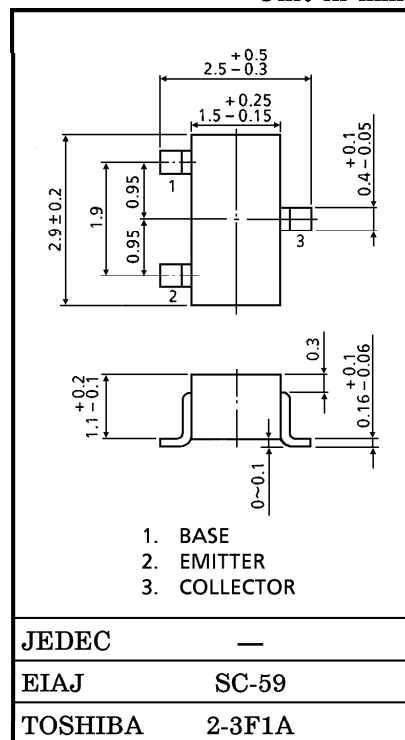 +0.5
2.5 −0.3
+0.25
1.5 −0.15
2.9 ± 0.2
1.9
0.95
0.95
1
2
3
+0.1
0.4 −0.05
+0.2
1.1 −0.1
0.3
+0.1
0.16 −0.06
0~0.1
1. BASE
2. EMITTER
3. COLLECTOR
JEDEC —
EIAJ SC-59
TOSHIBA 2-3F1A